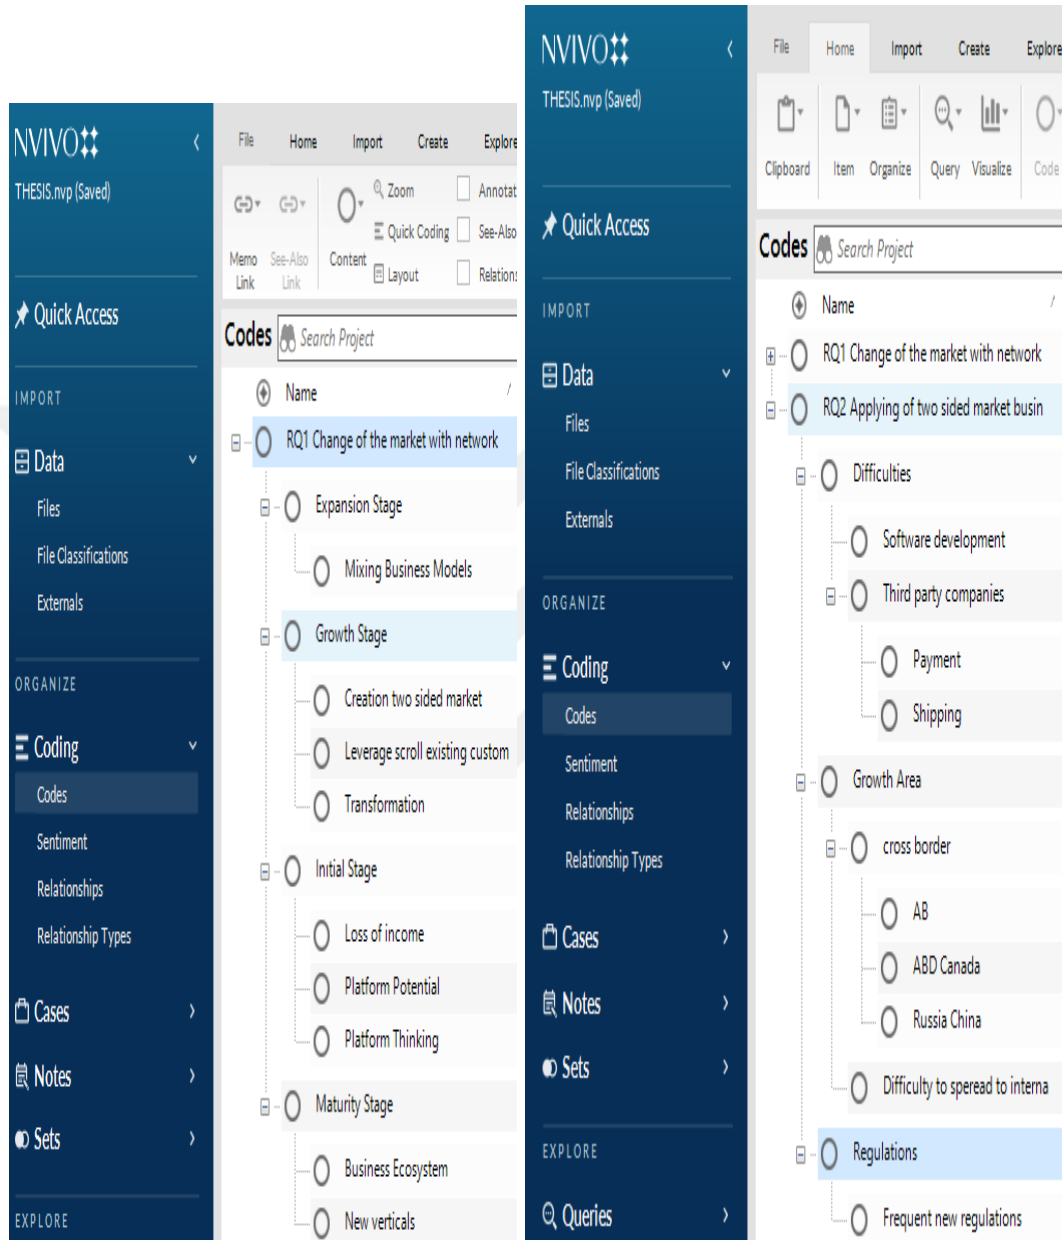 NVIVO
THESIS.nvp (Saved)
Quick Access
IMPORT
Data
Files
File Classifications
Externals
ORGANIZE
Coding
Codes
Sentiment
Relationships
Relationship Types
Cases
Notes
Sets
EXPLORE
File Home Import Create Explore
Memo Link
See-Also Link
Content
Zoom
Quick Coding
Layout
Annotat
See-Also
Relations
Codes Search Project
Name
RQ1 Change of the market with network
Expansion Stage
Mixing Business Models
Growth Stage
Creation two sided market
Leverage scroll existing custom
Transformation
Initial Stage
Loss of income
Platform Potential
Platform Thinking
Maturity Stage
Business Ecosystem
New verticals
NVIVO
THESIS.nvp (Saved)
Quick Access
IMPORT
Data
Files
File Classifications
Externals
ORGANIZE
Coding
Codes
Sentiment
Relationships
Relationship Types
Cases
Notes
Sets
EXPLORE
Queries
File Home Import Create Explore
Clipboard Item Organize Query Visualize Code
Codes Search Project
Name
RQ1 Change of the market with network
RQ2 Applying of two sided market busin
Difficulties
Software development
Third party companies
Payment
Shipping
Growth Area
cross border
AB
ABD Canada
Russia China
Difficulty to speread to interna
Regulations
Frequent new regulations